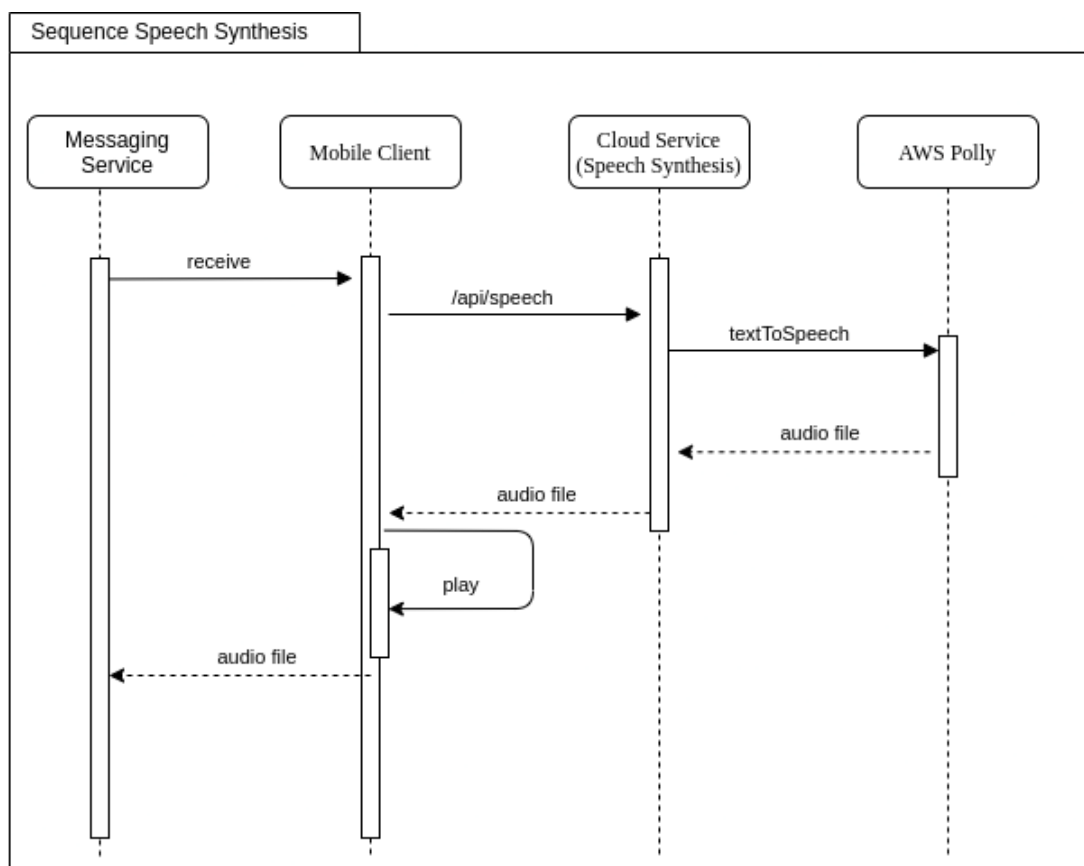 Sequence Speech Synthesis
Messaging
Service
Mobile Client
Cloud Service
(Speech Synthesis)
AWS Polly
receive
/api/speech
textToSpeech
audio file
audio file
play
audio file